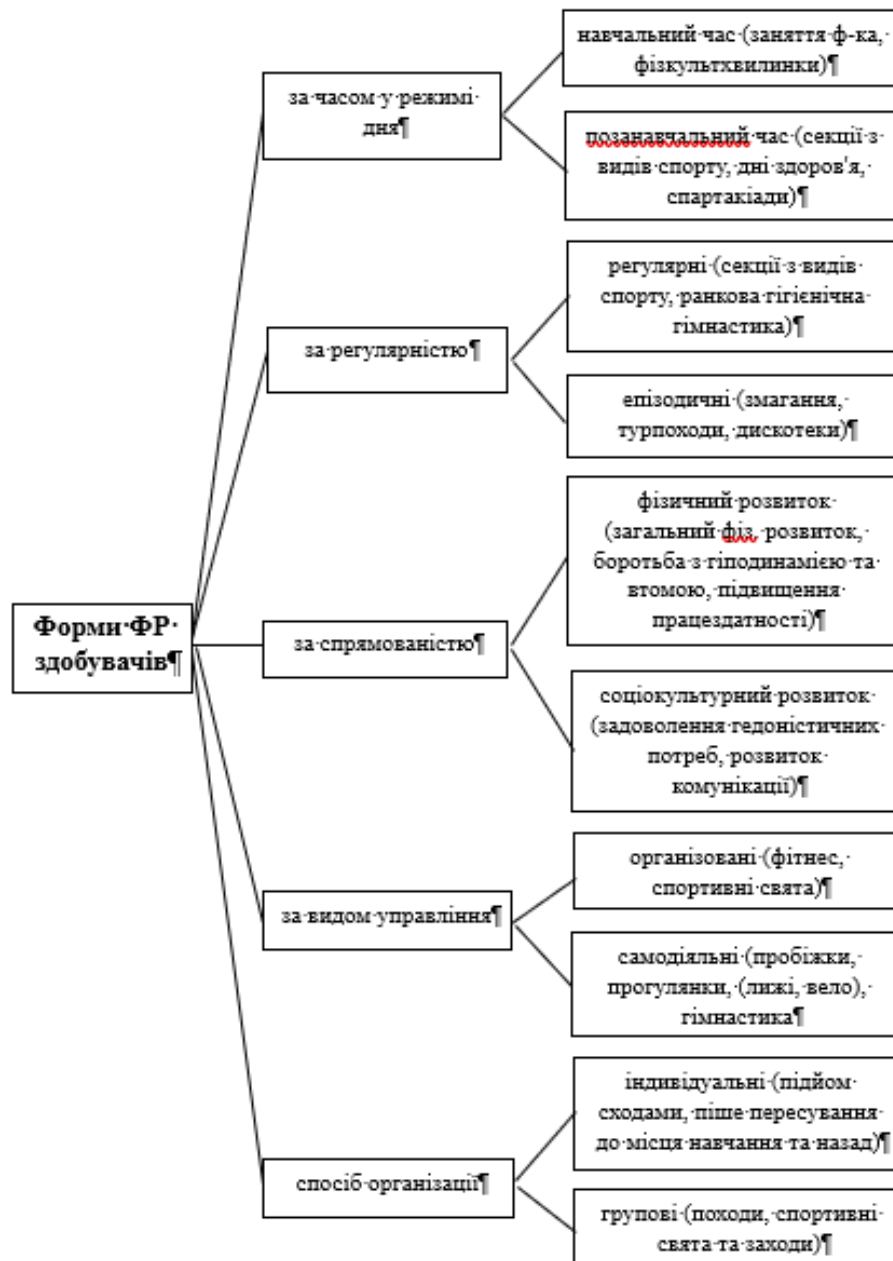 Форми ФР
здобувачів
за часом у режимі
дня
навчальний час (заняття ф-ка,
фізкультхвилинки)
позанавчальний час (секції з
видів спорту, дні здоров'я,
спартакіади)
за регулярністю
регулярні (секції з видів
спорту, ранкова гігієнічна
гімнастика)
епізодичні (змагання,
турпоходи, дискотеки)
за спрямованістю
фізичний розвиток
(загальний фіз. розвиток,
боротьба з гіподинамією та
втомою, підвищення
працездатності)
соціокультурний розвиток
(задоволення гедоністичних
потреб, розвиток
комунікації)
за видом управління
організовані (фітнес,
спортивні свята)
самодіяльні (пробіжки,
прогулянки, (лижі, вело),
гімнастика
спосіб організації
індивідуальні (підйом
сходами, піше пересування
до місця навчання та назад)
групові (походи, спортивні
свята та заходи)